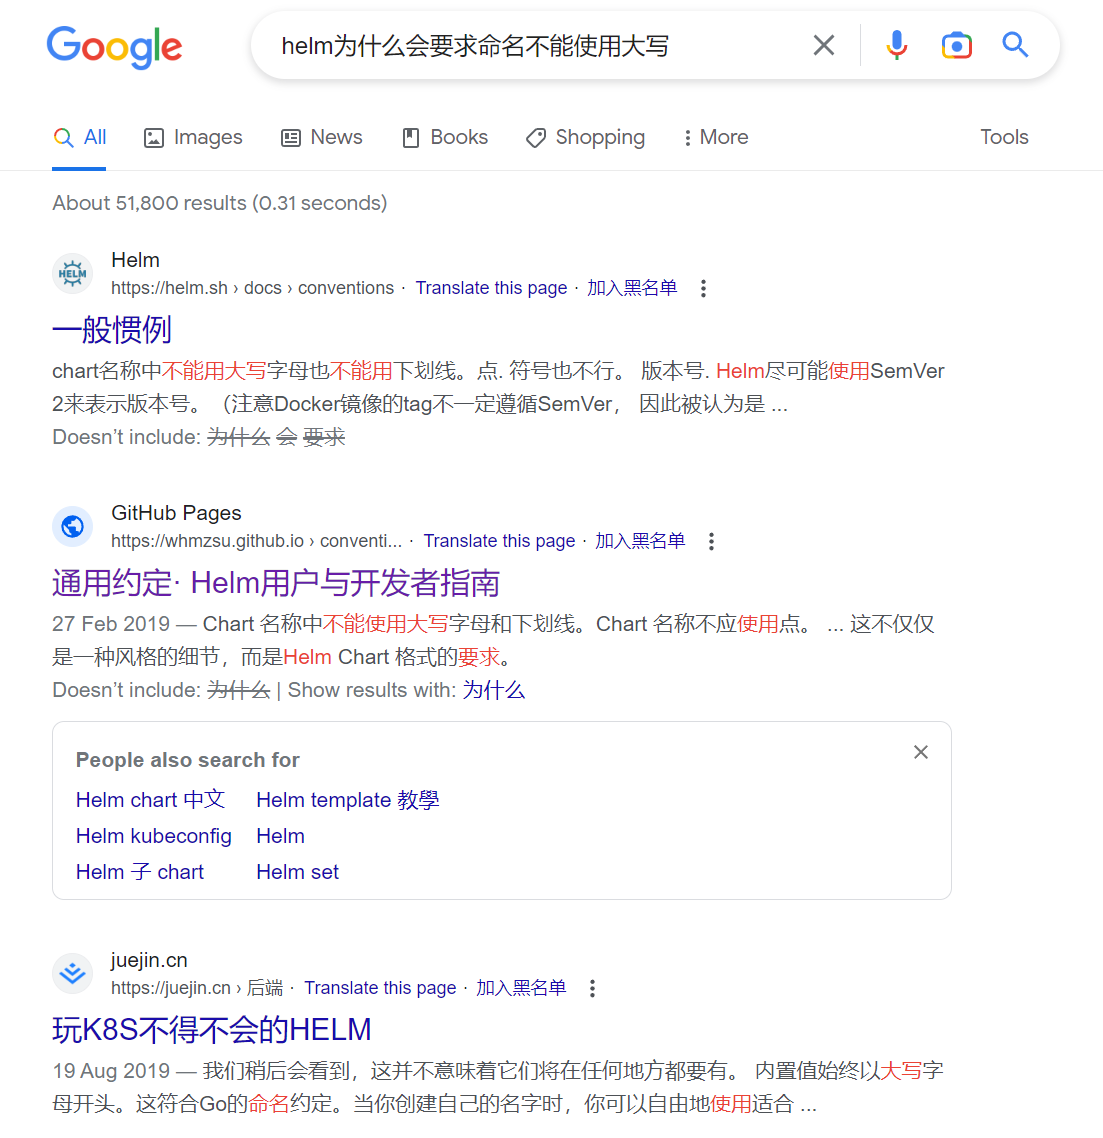 Google
helm为什么会要求命名不能使用大写
All Images News Books Shopping More Tools
About 51,800 results (0.31 seconds)
HELM
Helm
https://helm.sh › docs › conventions · Translate this page · 加入黑名单
一般惯例
chart名称中不能用大写字母也不能用下划线。点. 符号也不行。 版本号. Helm尽可能使用SemVer
2来表示版本号。（注意Docker镜像的tag不一定遵循SemVer， 因此被认为是 ...
Doesn't include: 为什么 会 要求
GitHub Pages
https://whmzsu.github.io › conventi... · Translate this page · 加入黑名单
通用约定· Helm用户与开发者指南
27 Feb 2019 — Chart 名称中不能使用大写字母和下划线。Chart 名称不应使用点。 ... 这不仅仅
是一种风格的细节，而是Helm Chart 格式的要求。
Doesn't include: 为什么 | Show results with: 为什么
People also search for
Helm chart 中文 Helm template 教學
Helm kubeconfig Helm
Helm 子 chart Helm set
juejin.cn
https://juejin.cn › 后端 · Translate this page · 加入黑名单
玩K8S不得不会的HELM
19 Aug 2019 — 我们稍后会看到，这并不意味着它们将在任何地方都要有。 内置值始终以大写字
母开头。这符合Go的命名约定。当你创建自己的名字时，你可以自由地使用适合 ...